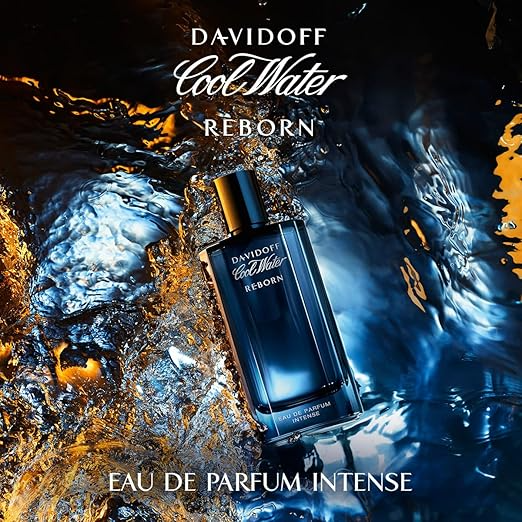 DAVIDOFF
Cool Water
REBORN
DAVIDOFF
Cool Water
REBORN
EAU DE PARFUM
INTENSE
EAU DE PARFUM INTENSE